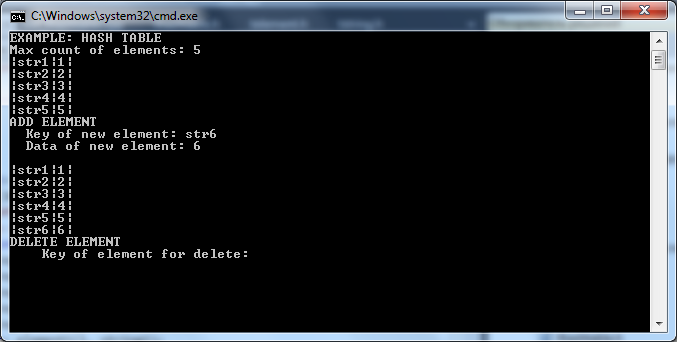 C:\Windows\system32\cmd.exe
EXAMPLE: HASH TABLE
Max count of elements: 5
|str1|1|
|str2|2|
|str3|3|
|str4|4|
|str5|5|
ADD ELEMENT
  Key of new element: str6
  Data of new element: 6

|str1|1|
|str2|2|
|str3|3|
|str4|4|
|str5|5|
|str6|6|
DELETE ELEMENT
    Key of element for delete: